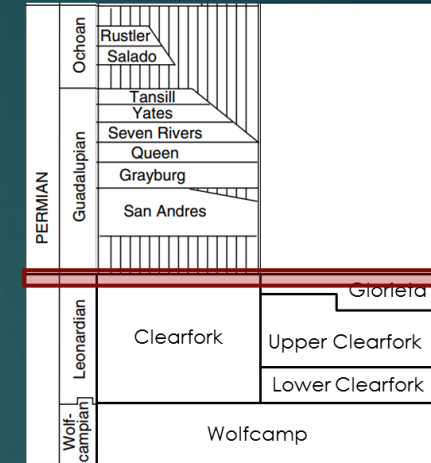 PERMIAN
Ochoan
Rustler
Salado
Guadalupian
Tansill
Yates
Seven Rivers
Queen
Grayburg
San Andres
Leonardian
Glorieta
Clearfork
Upper Clearfork
Lower Clearfork
Wolf-
campian
Wolfcamp